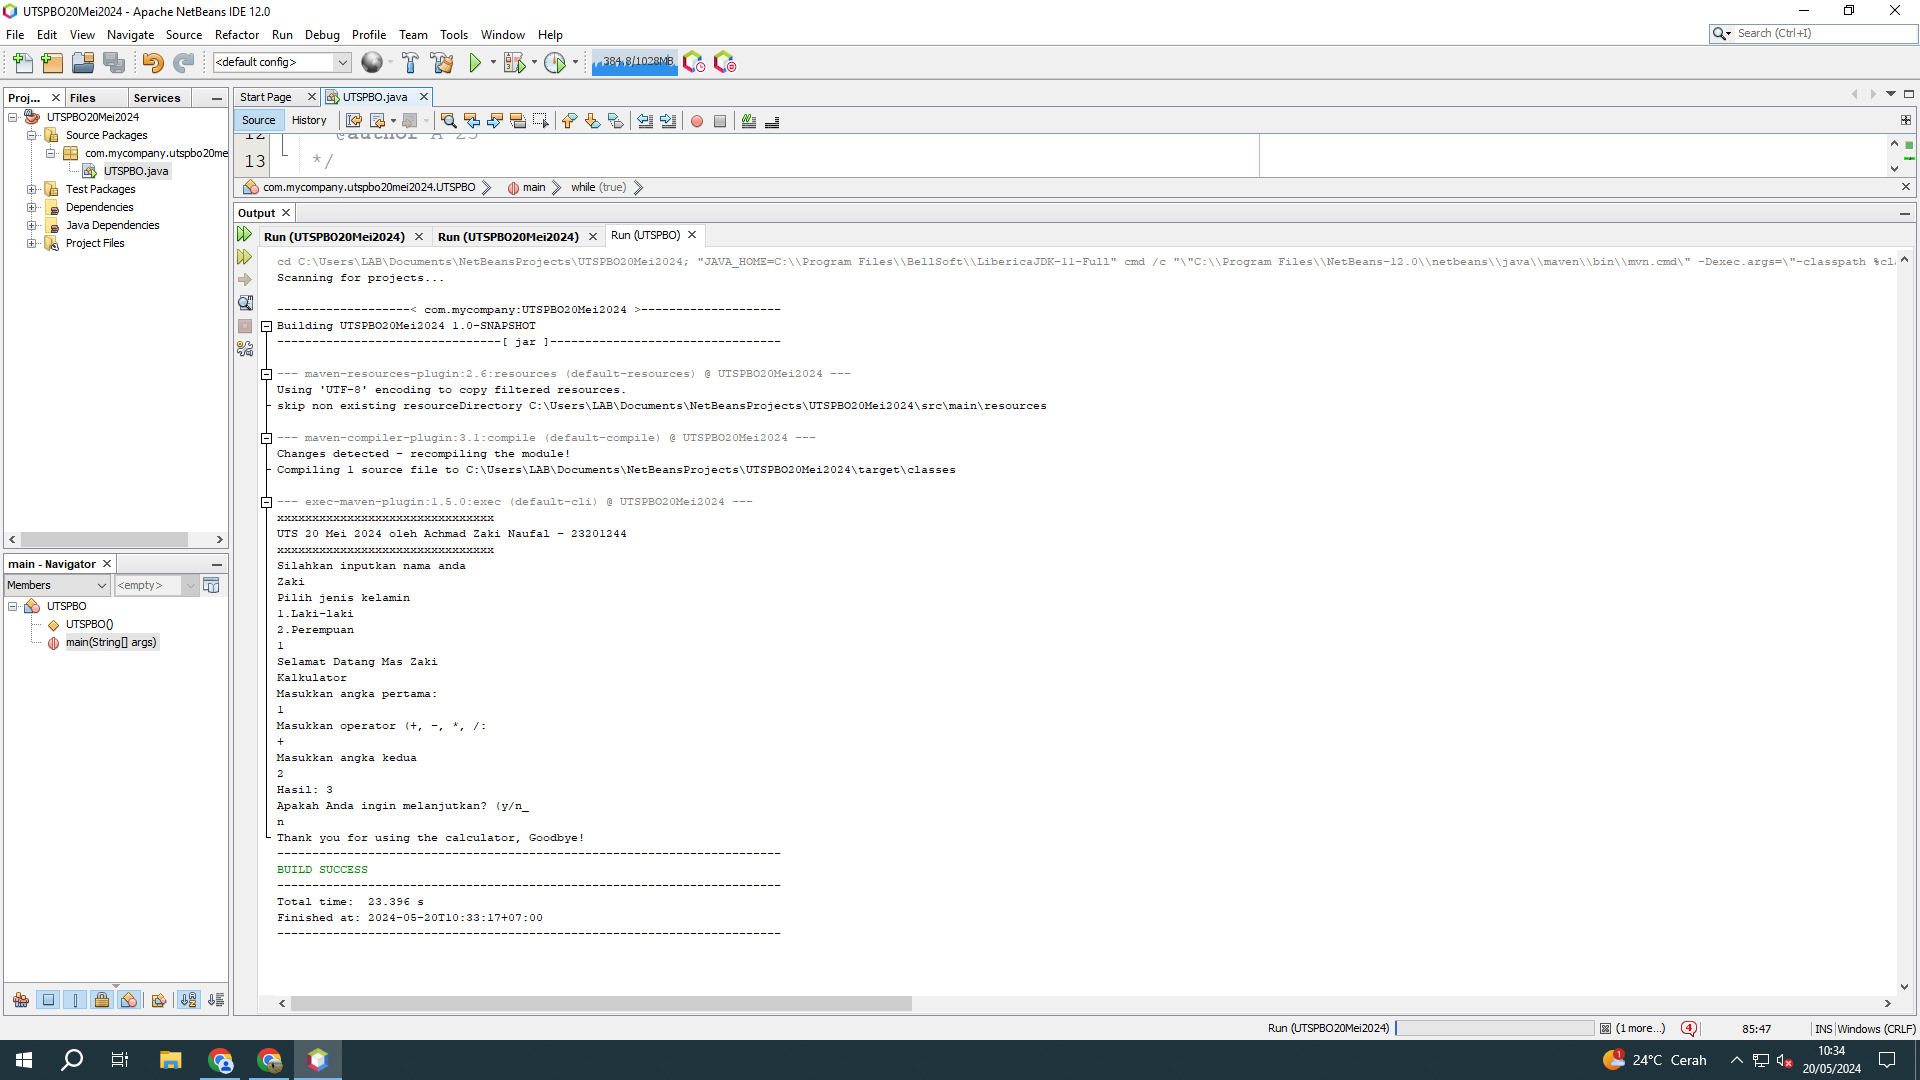 UTSPBO20Mei2024 - Apache NetBeans IDE 12.0
File Edit View Navigate Source Refactor Run Debug Profile Team Tools Window Help
Search (Ctrl+I)
<default config>
384.8/1028MB
Proj... Files Services
Start Page UTSPBO.java
UTSPBO20Mei2024
Source Packages
com.mycompany.utspbo20me
UTSPBO.java
Test Packages
Dependencies
Java Dependencies
Project Files
Source History
12 @author A 25
13 */
com.mycompany.utspbo20mei2024.UTSPBO main while (true)
Output
Run (UTSPBO20Mei2024) Run (UTSPBO20Mei2024) Run (UTSPBO)
cd C:\Users\LAB\Documents\NetBeansProjects\UTSPBO20Mei2024; "JAVA_HOME=C:\\Program Files\\BellSoft\\LibericaJDK-11-Full" cmd /c "\"C:\\Program Files\\NetBeans-12.0\\netbeans\\java\\maven\\bin\\mvn.cmd\" -Dexec.args=\"-classpath %cla
Scanning for projects...
-------------------< com.mycompany:UTSPBO20Mei2024 >--------------------
Building UTSPBO20Mei2024 1.0-SNAPSHOT
--------------------------------[ jar ]---------------------------------
--- maven-resources-plugin:2.6:resources (default-resources) @ UTSPBO20Mei2024 ---
Using 'UTF-8' encoding to copy filtered resources.
skip non existing resourceDirectory C:\Users\LAB\Documents\NetBeansProjects\UTSPBO20Mei2024\src\main\resources
--- maven-compiler-plugin:3.1:compile (default-compile) @ UTSPBO20Mei2024 ---
Changes detected - recompiling the module!
Compiling 1 source file to C:\Users\LAB\Documents\NetBeansProjects\UTSPBO20Mei2024\target\classes
--- exec-maven-plugin:1.5.0:exec (default-cli) @ UTSPBO20Mei2024 ---
xxxxxxxxxxxxxxxxxxxxxxxxxxxxxxx
UTS 20 Mei 2024 oleh Achmad Zaki Naufal - 23201244
xxxxxxxxxxxxxxxxxxxxxxxxxxxxxxx
Silahkan inputkan nama anda
Zaki
Pilih jenis kelamin
1.Laki-laki
2.Perempuan
1
Selamat Datang Mas Zaki
Kalkulator
Masukkan angka pertama:
1
Masukkan operator (+, -, *, /:
+
Masukkan angka kedua
2
Hasil: 3
Apakah Anda ingin melanjutkan? (y/n_
n
Thank you for using the calculator, Goodbye!
------------------------------------------------------------------------
BUILD SUCCESS
------------------------------------------------------------------------
Total time:  23.396 s
Finished at: 2024-05-20T10:33:17+07:00
------------------------------------------------------------------------
main - Navigator
Members <empty>
UTSPBO
UTSPBO()
main(String[] args)
Run (UTSPBO20Mei2024) (1 more...) 4 85:47 INS Windows (CRLF)
1 24°C Cerah
10:34
20/05/2024